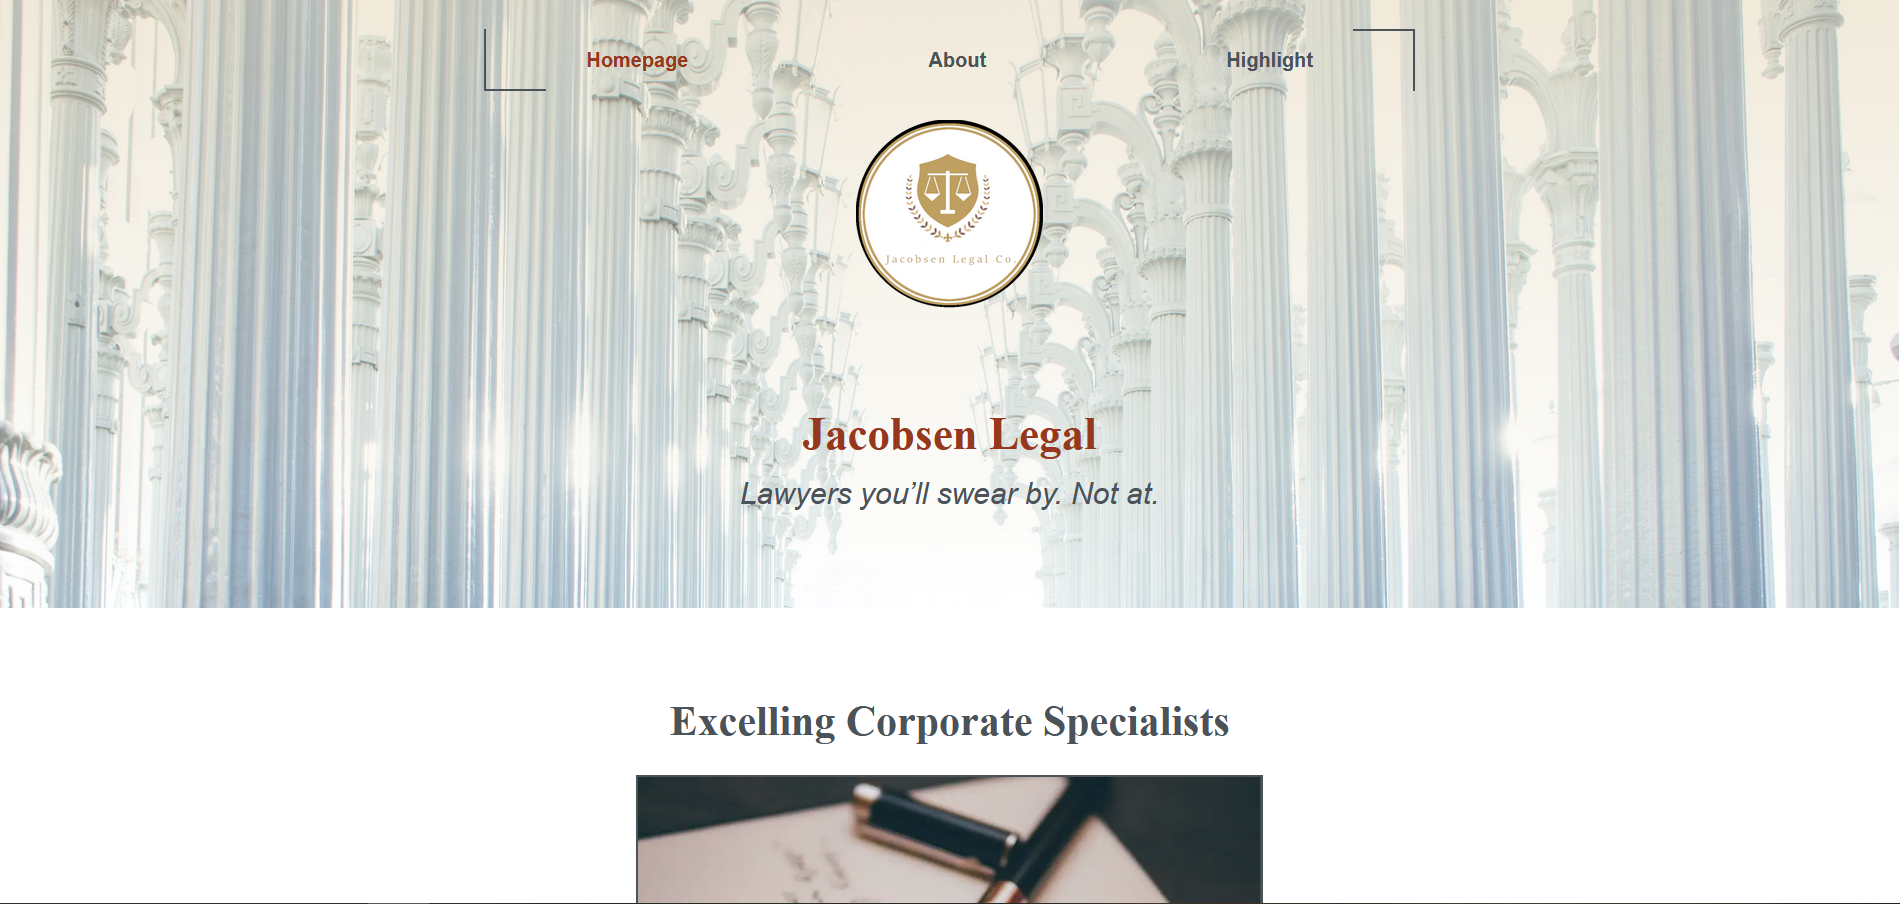 Homepage About Highlight
Jacobsen Legal Co.
Jacobsen Legal
Lawyers you’ll swear by. Not at.
Excelling Corporate Specialists